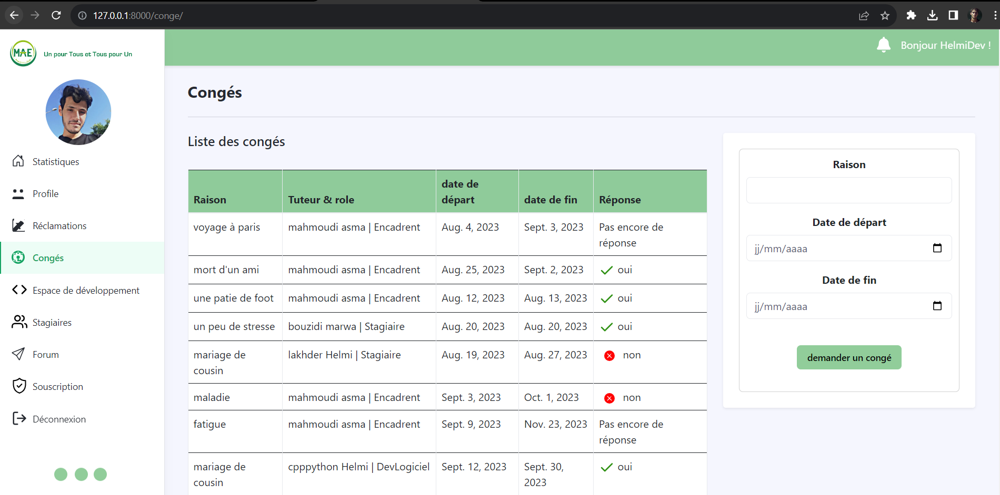 127.0.0.1:8000/conge/
MAE
Un pour Tous et Tous pour Un
Bonjour HelmiDev !
Statistiques
Profile
Réclamations
Congés
Espace de développement
Stagiaires
Forum
Souscription
Déconnexion
Congés
Liste des congés
Raison
Tuteur & role
date de
départ
date de fin
Réponse
voyage à paris
mahmoudi asma | Encadrent
Aug. 4, 2023
Sept. 3, 2023
Pas encore de
réponse
mort d'un ami
mahmoudi asma | Encadrent
Aug. 25, 2023
Sept. 2, 2023
oui
une patie de foot
mahmoudi asma | Encadrent
Aug. 12, 2023
Aug. 13, 2023
oui
un peu de stresse
bouzidi marwa | Stagiaire
Aug. 20, 2023
Aug. 20, 2023
oui
mariage de
cousin
lakhder Helmi | Stagiaire
Aug. 19, 2023
Aug. 27, 2023
non
maladie
mahmoudi asma | Encadrent
Sept. 3, 2023
Oct. 1, 2023
non
fatigue
mahmoudi asma | Encadrent
Sept. 9, 2023
Nov. 23, 2023
Pas encore de
réponse
mariage de
cousin
cpppython Helmi | DevLogiciel
Sept. 12, 2023
Sept. 30,
2023
oui
Raison
Date de départ
jj/mm/aaaa
Date de fin
jj/mm/aaaa
demander un congé